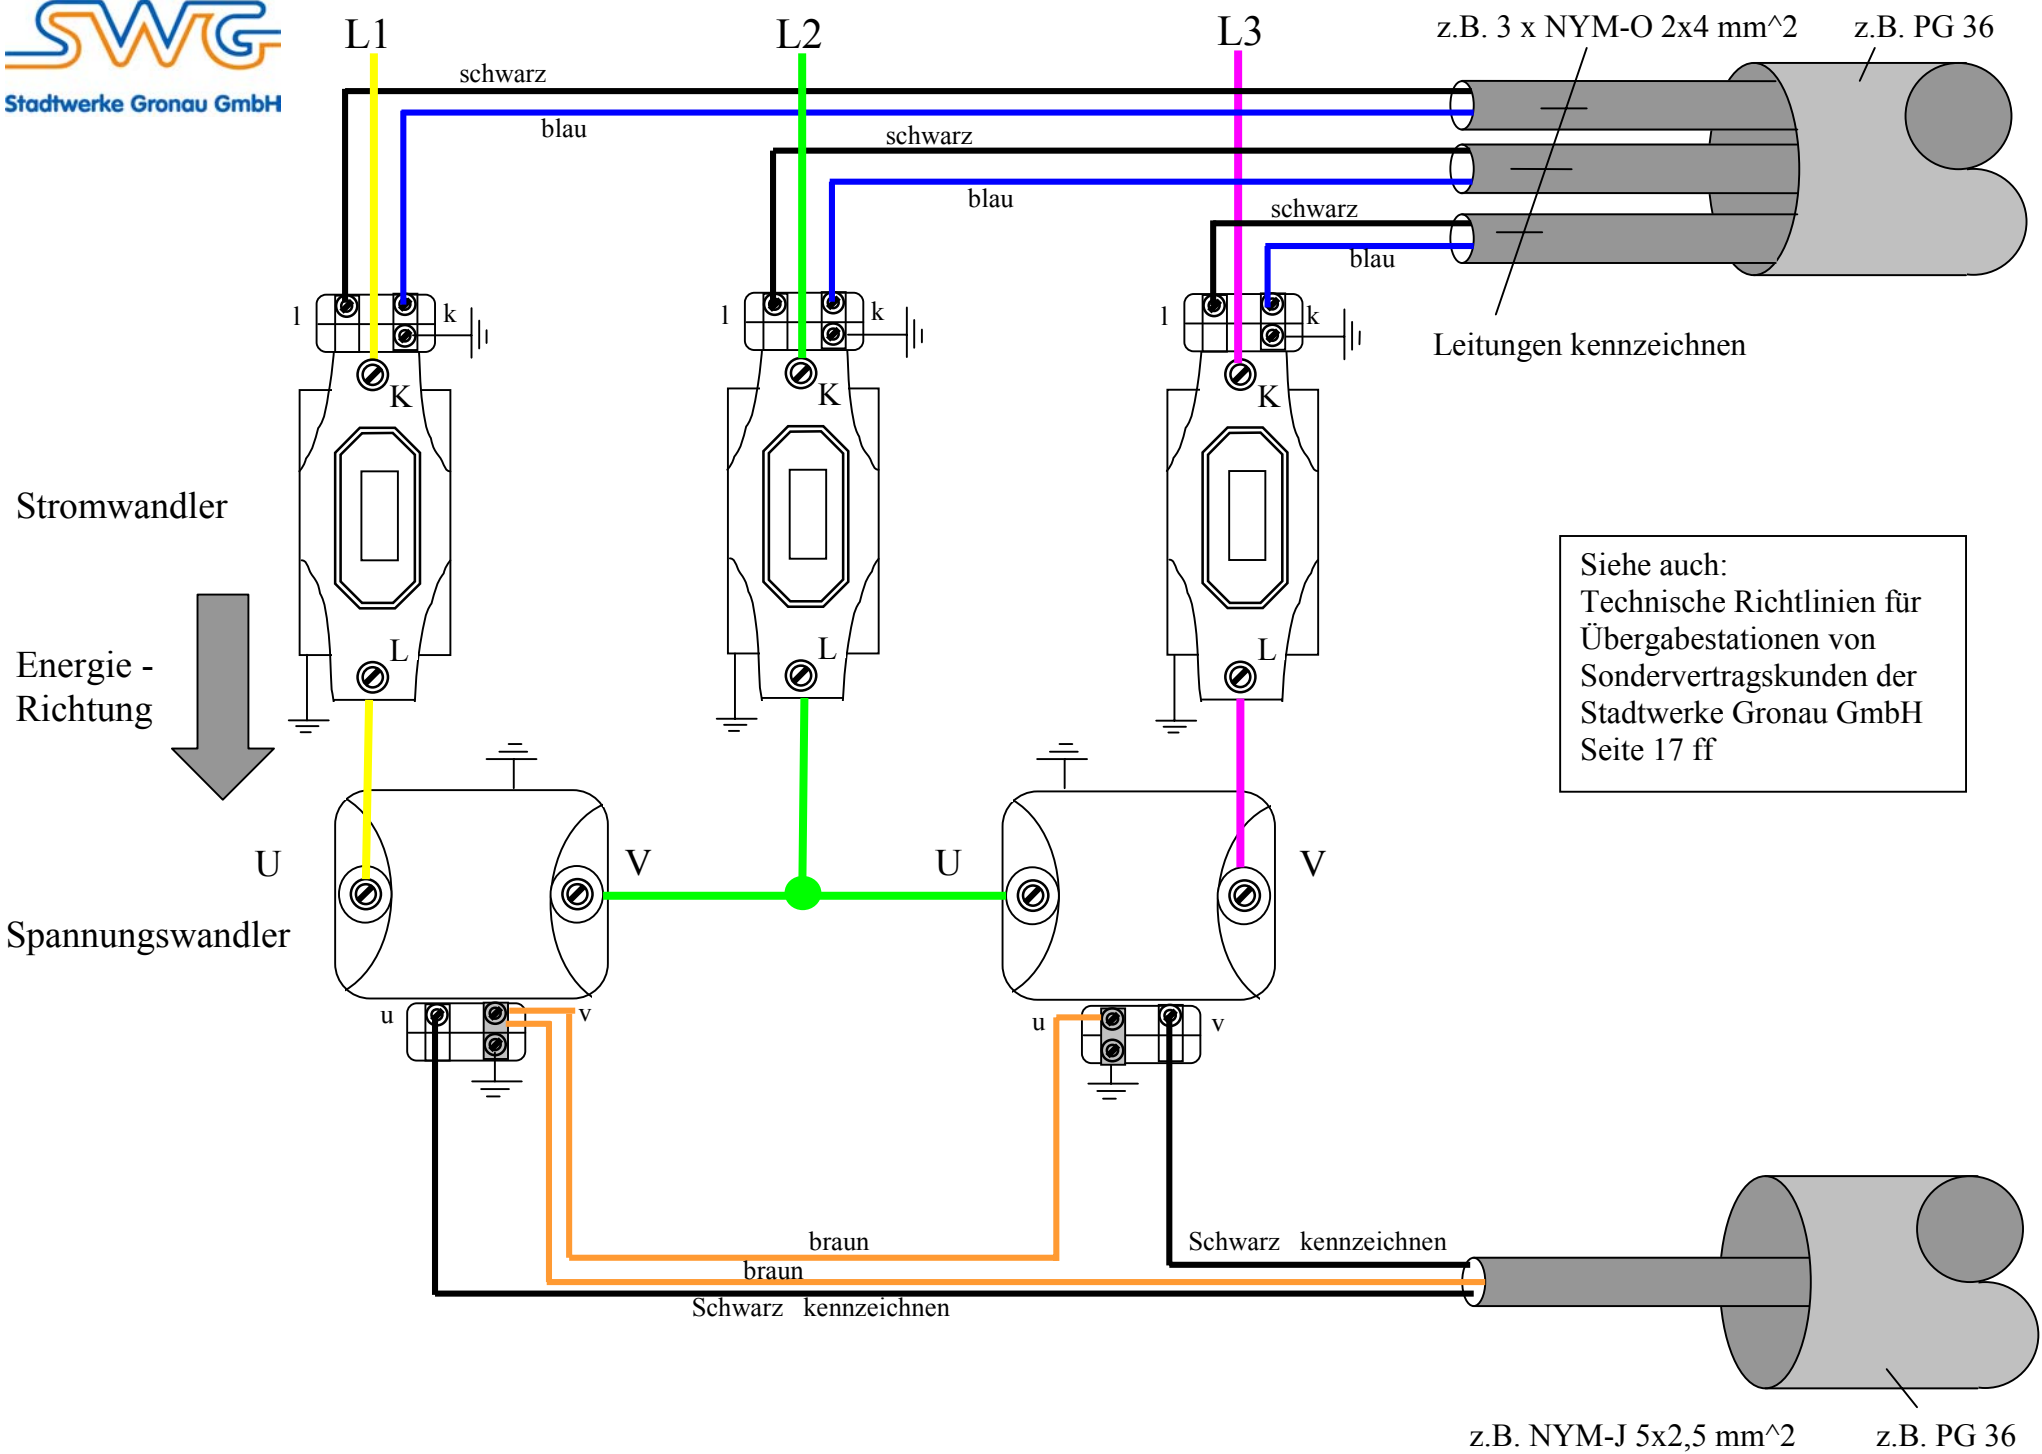 SWG
Stadtwerke Gronau GmbH
L1
L2
L3
z.B. 3 x NYM-O 2x4 mm^2
z.B. PG 36
schwarz
blau
schwarz
blau
schwarz
blau
l
k
l
k
l
k
Leitungen kennzeichnen
K
K
K
Stromwandler
Siehe auch:
Technische Richtlinien für
Übergabestationen von
Sondervertragskunden der
Stadtwerke Gronau GmbH
Seite 17 ff
L
L
L
Energie -
Richtung
U
V
U
V
Spannungswandler
u
v
u
v
braun
Schwarz kennzeichnen
braun
Schwarz kennzeichnen
z.B. NYM-J 5x2,5 mm^2
z.B. PG 36